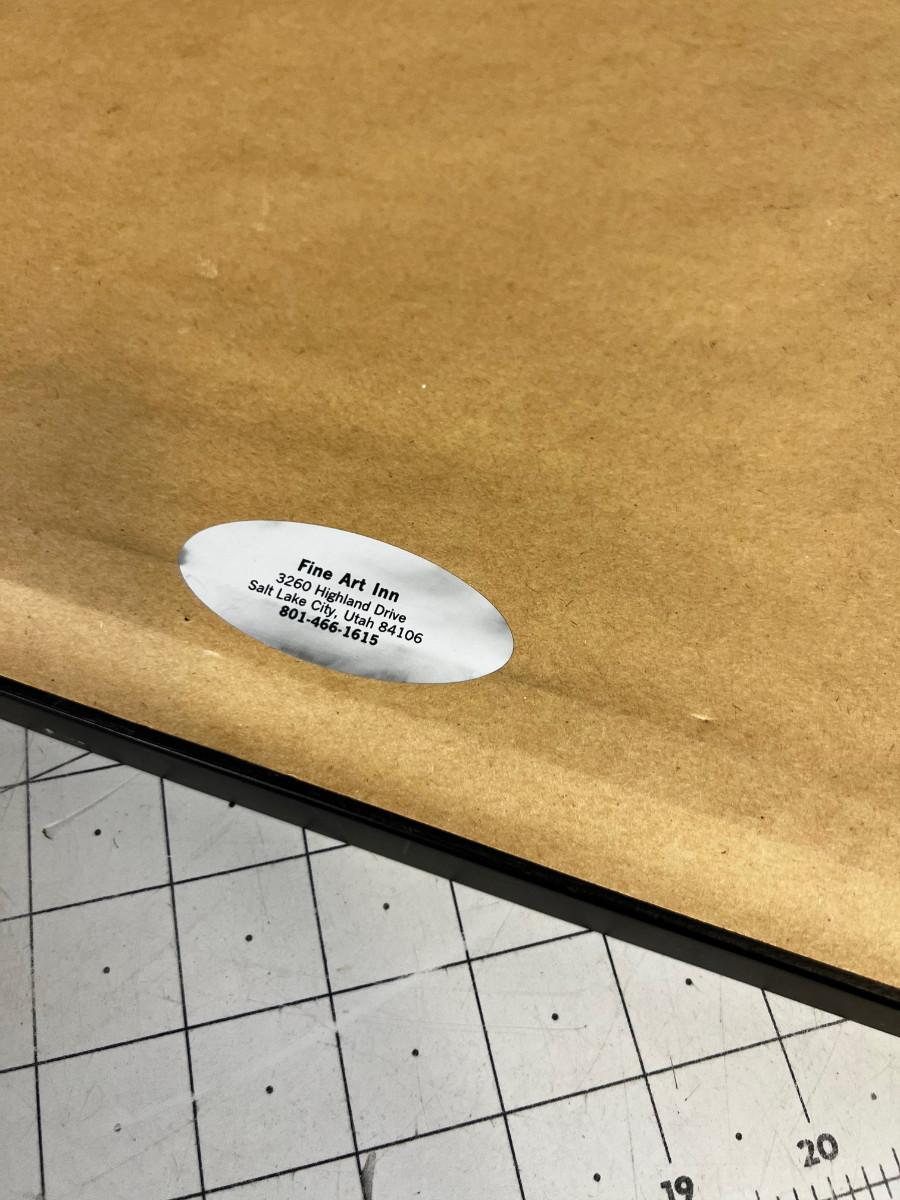 Fine Art Inn
3260 Highland Drive
Salt Lake City, Utah 84106
801-466-1615
19
20